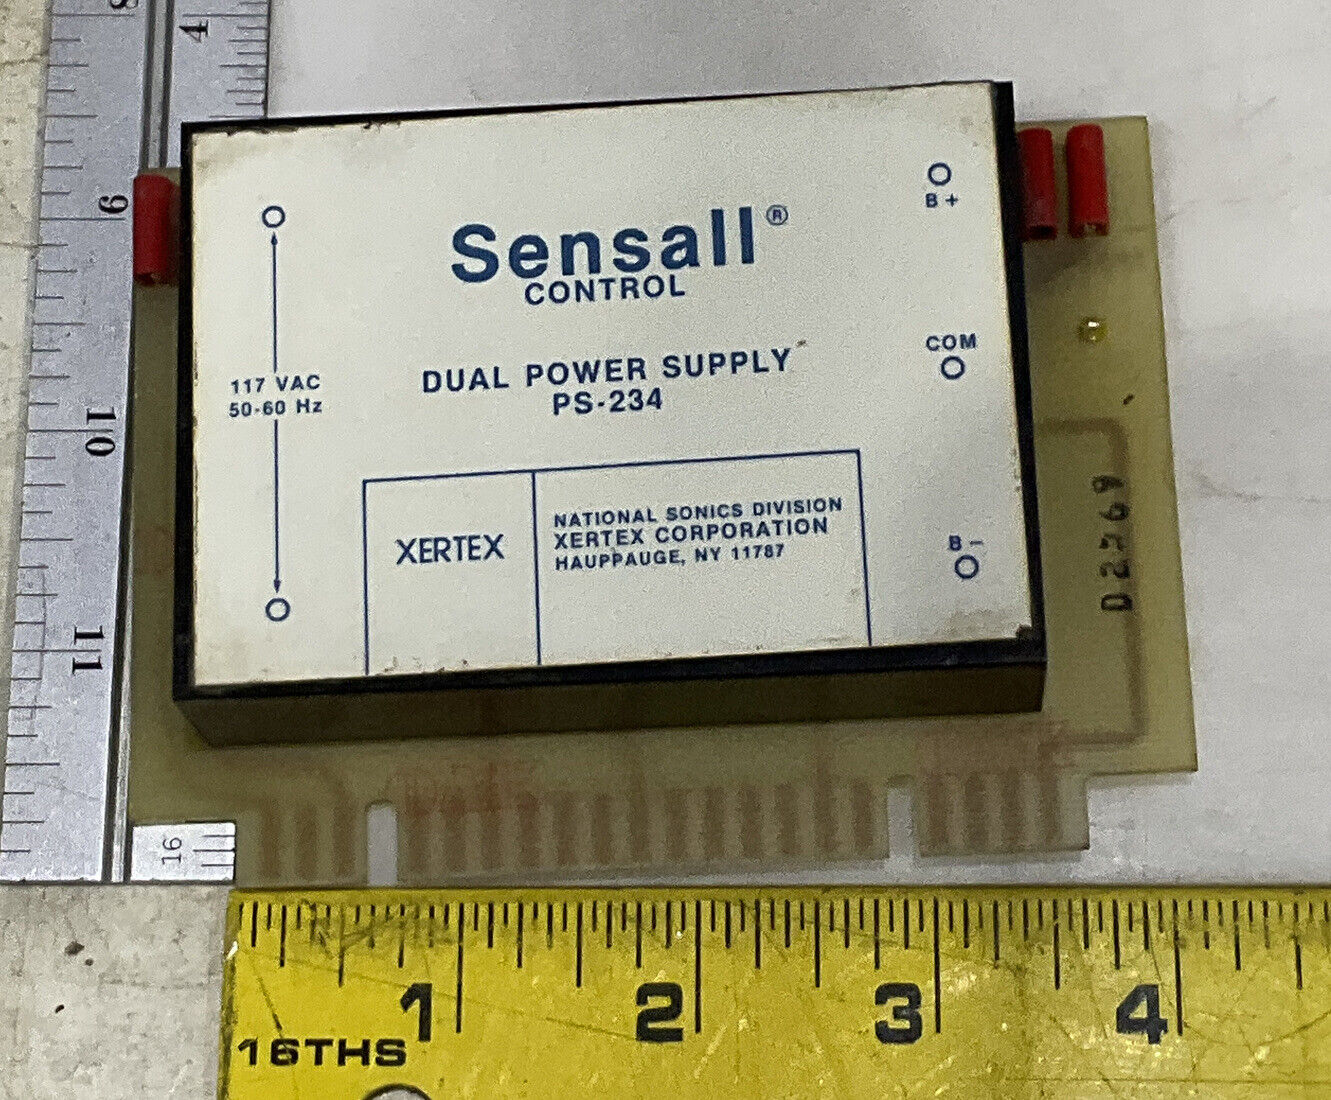 8
4
9
10
11
16
Sensall®
CONTROL
DUAL POWER SUPPLY
PS-234
117 VAC
50-60 Hz
B +
COM
B -
XERTEX
NATIONAL SONICS DIVISION
XERTEX CORPORATION
HAUPPAUGE, NY 11787
1 2 3 4
16THS